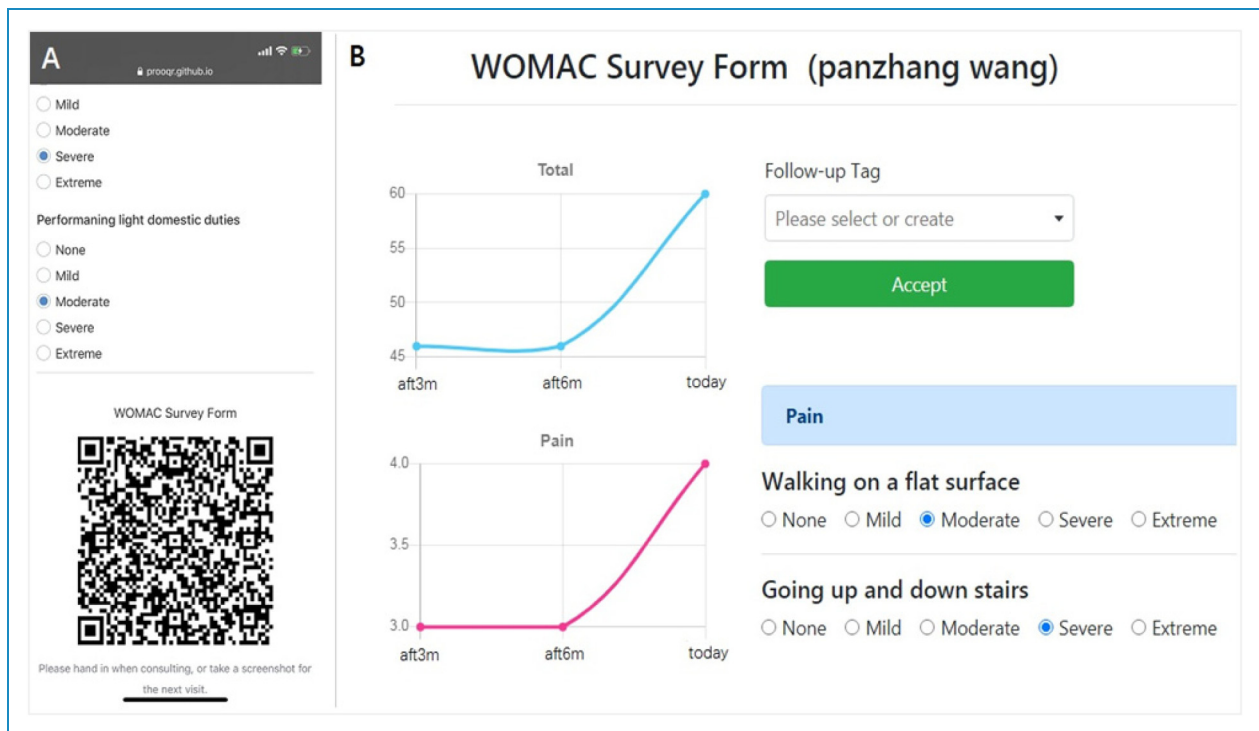 A
prooqr.github.io
Mild
Moderate
Severe
Extreme
Performaning light domestic duties
None
Mild
Moderate
Severe
Extreme
WOMAC Survey Form
Please hand in when consulting, or take a screenshot for
the next visit.
B
WOMAC Survey Form (panzhang wang)
Total
60
55
50
45
aft3m aft6m today
Pain
4.0
3.5
3.0
aft3m aft6m today
Follow-up Tag
Please select or create
Accept
Pain
Walking on a flat surface
None Mild Moderate Severe Extreme
Going up and down stairs
None Mild Moderate Severe Extreme